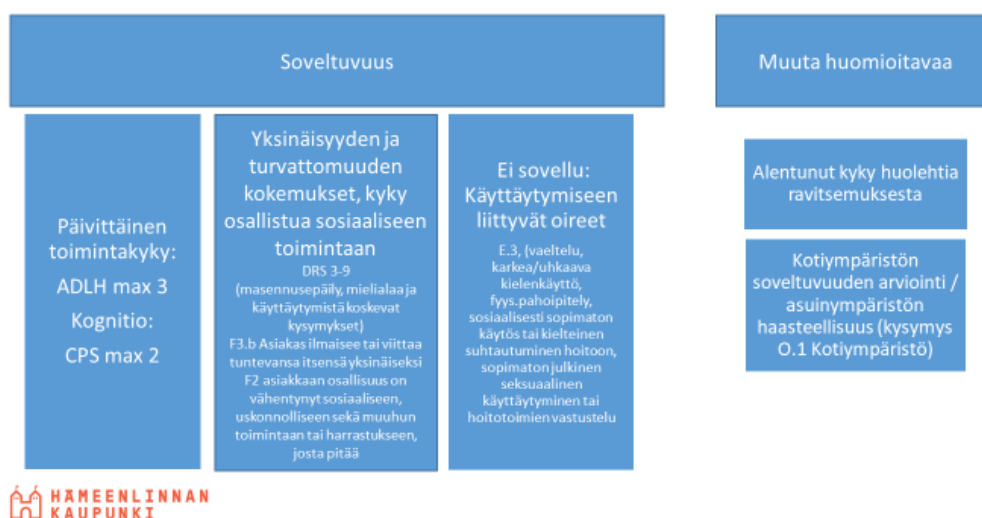 Soveltuvuus
Päivittäinen
toimintakyky:
ADLH max 3
Kognitio:
CPS max 2
Yksinäisyyden ja
turvattomuuden
kokemukset, kyky
osallistua sosiaaliseen
toimintaan
DRS 3-9
(masennusepäily, mielialaa ja
käyttäytymistä koskevat
kysymykset)
F3.b Asiakas ilmaisee tai viittaa
tuntevansa itsensä yksinäiseksi
F2 asiakkaan osallisuus on
vähentynyt sosiaaliseen,
uskonnolliseen sekä muuhun
toimintaan tai harrastukseen,
josta pitää
Ei sovellu:
Käyttäytymiseen
liittyvät oireet
E.3, (vaeltelu,
karkea/uhkaava
kielenkäyttö,
fyys.pahoipitely,
sosiaalisesti sopimaton
käytös tai kielteinen
suhtautuminen hoitoon,
sopimaton julkinen
seksuaalinen
käyttäytyminen tai
hoitotoimien vastustelu
Muuta huomioitavaa
Alentunut kyky huolehtia
ravitsemuksesta
Kotiympäristön
soveltuvuuden arviointi /
asuinympäristön
haasteellisuus (kysymys
O.1 Kotiympäristö)
HÄMEENLINNAN
KAUPUNKI